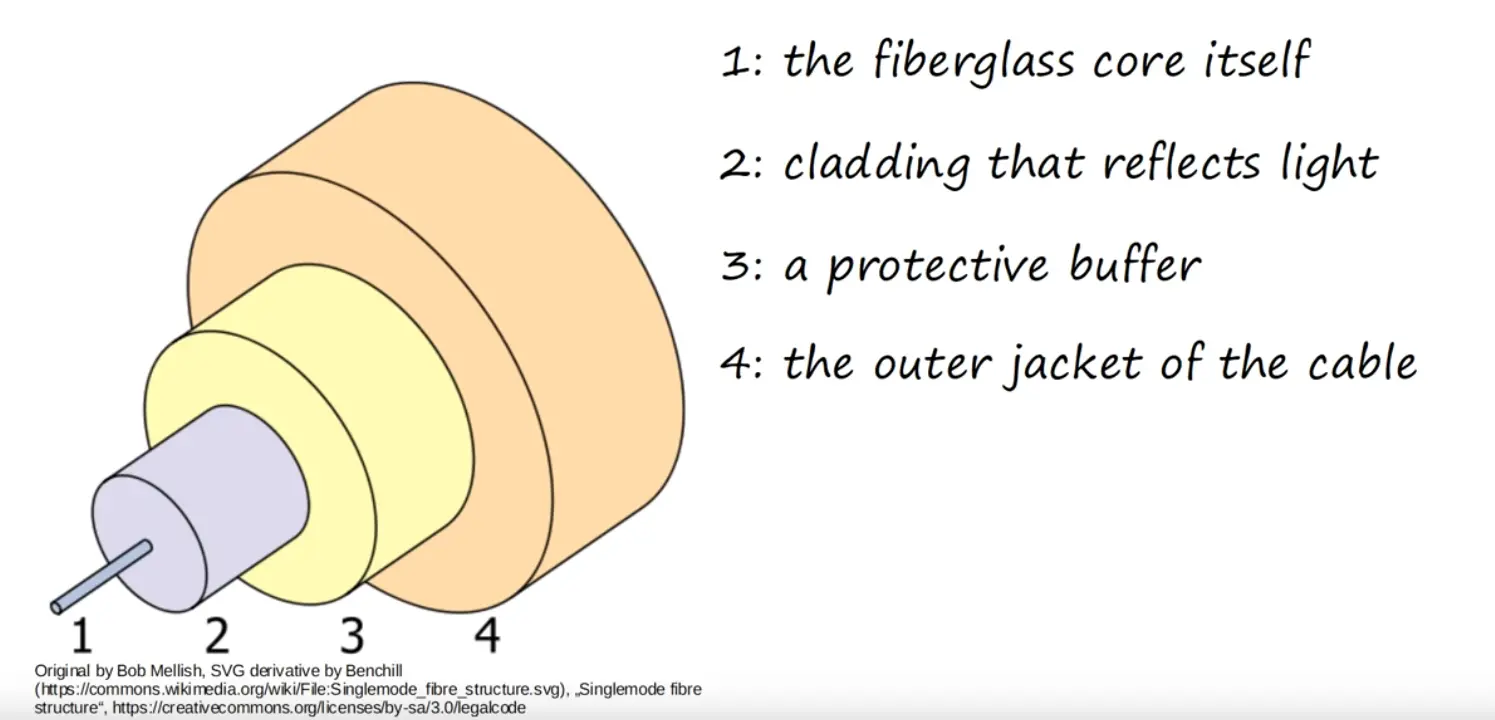 1: the fiberglass core itself
2: cladding that reflects light
3: a protective buffer
4: the outer jacket of the cable
1 2 3 4
Original by Bob Mellish, SVG derivative by Benchill
(https://commons.wikimedia.org/wiki/File:Singlemode_fibre_structure.svg), „Singlemode fibre
structure“, https://creativecommons.org/licenses/by-sa/3.0/legalcode